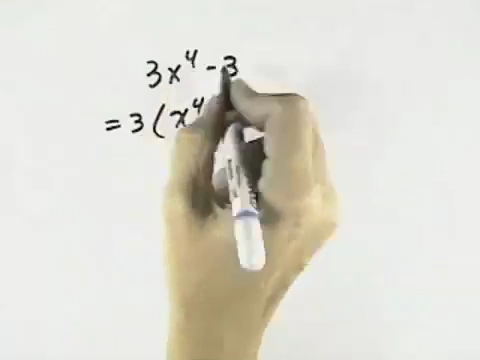 3x⁴ - 3
= 3 (x⁴